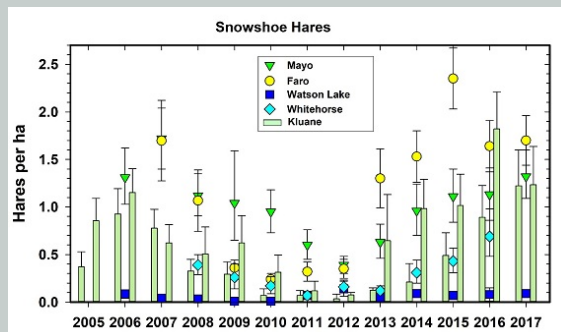 Snowshoe Hares
Hares per ha
2.5
2.0
1.5
1.0
0.5
0.0
Mayo
Faro
Watson Lake
Whitehorse
Kluane
2005 2006 2007 2008 2009 2010 2011 2012 2013 2014 2015 2016 2017